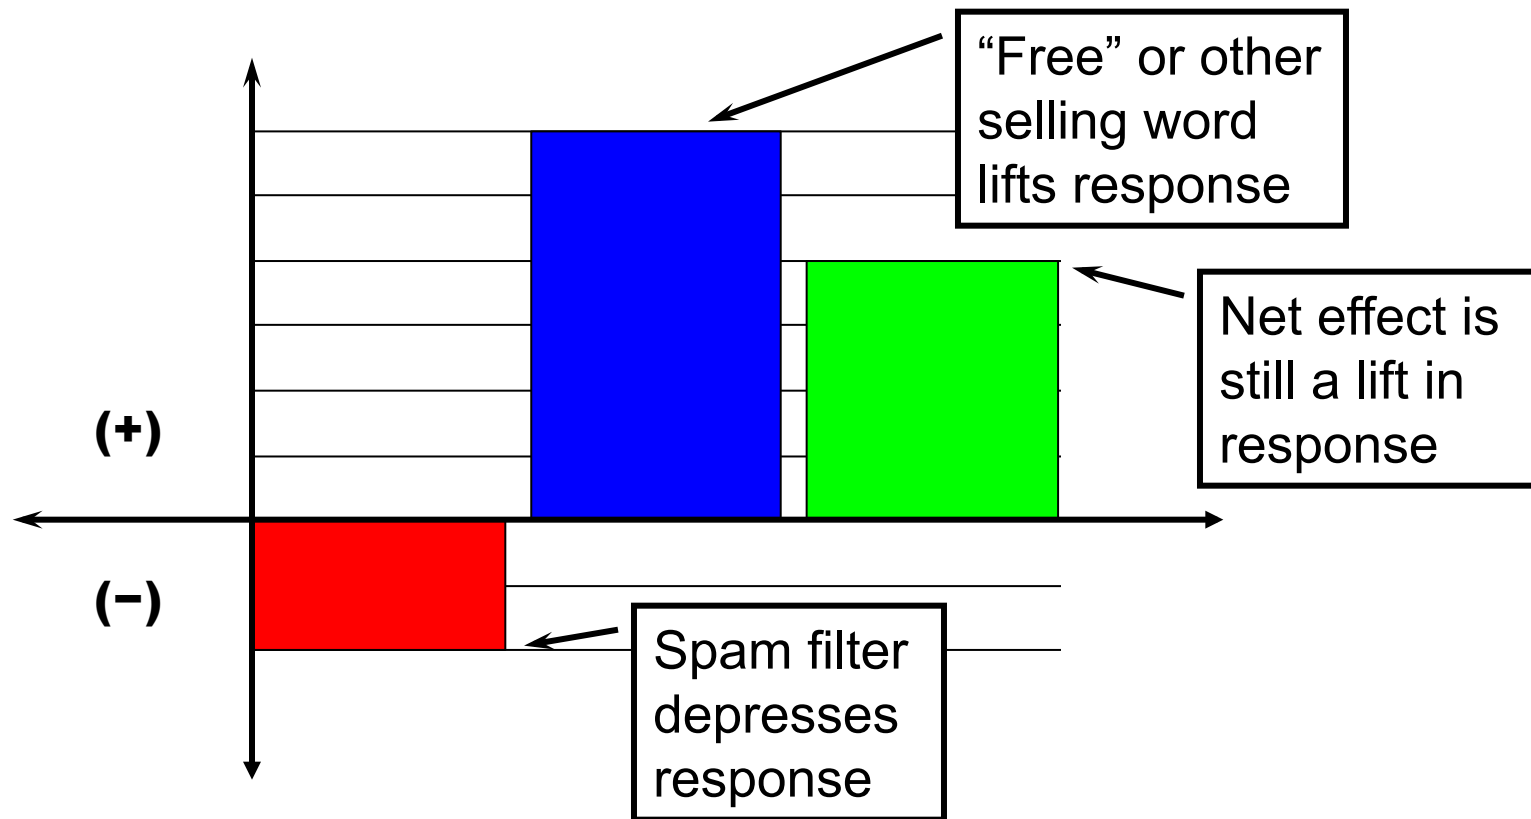 “Free” or other
selling word
lifts response
Net effect is
still a lift in
response
(+)
(−)
Spam filter
depresses
response